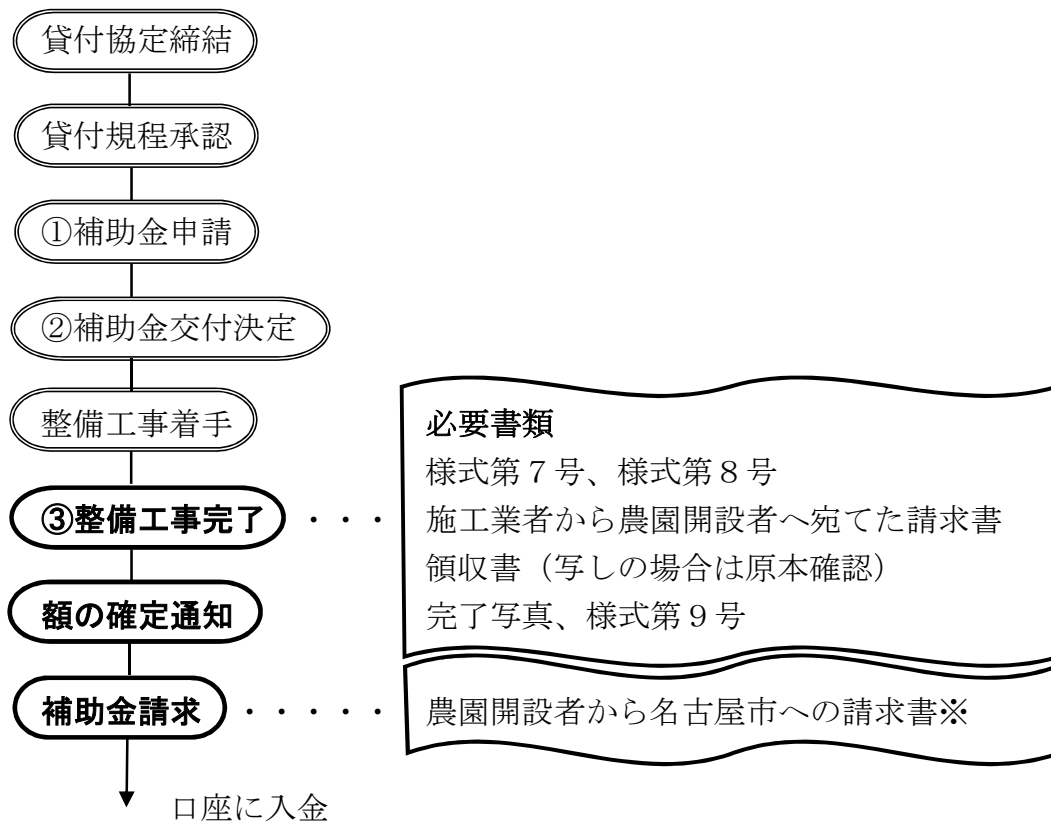 貸付協定締結
貸付規程承認
①補助金申請
②補助金交付決定
整備工事着手
③整備工事完了・・・
必要書類
様式第７号、様式第８号
施工業者から農園開設者へ宛てた請求書
領収書（写しの場合は原本確認）
完了写真、様式第９号
額の確定通知
補助金請求・・・・・
農園開設者から名古屋市への請求書※
口座に入金